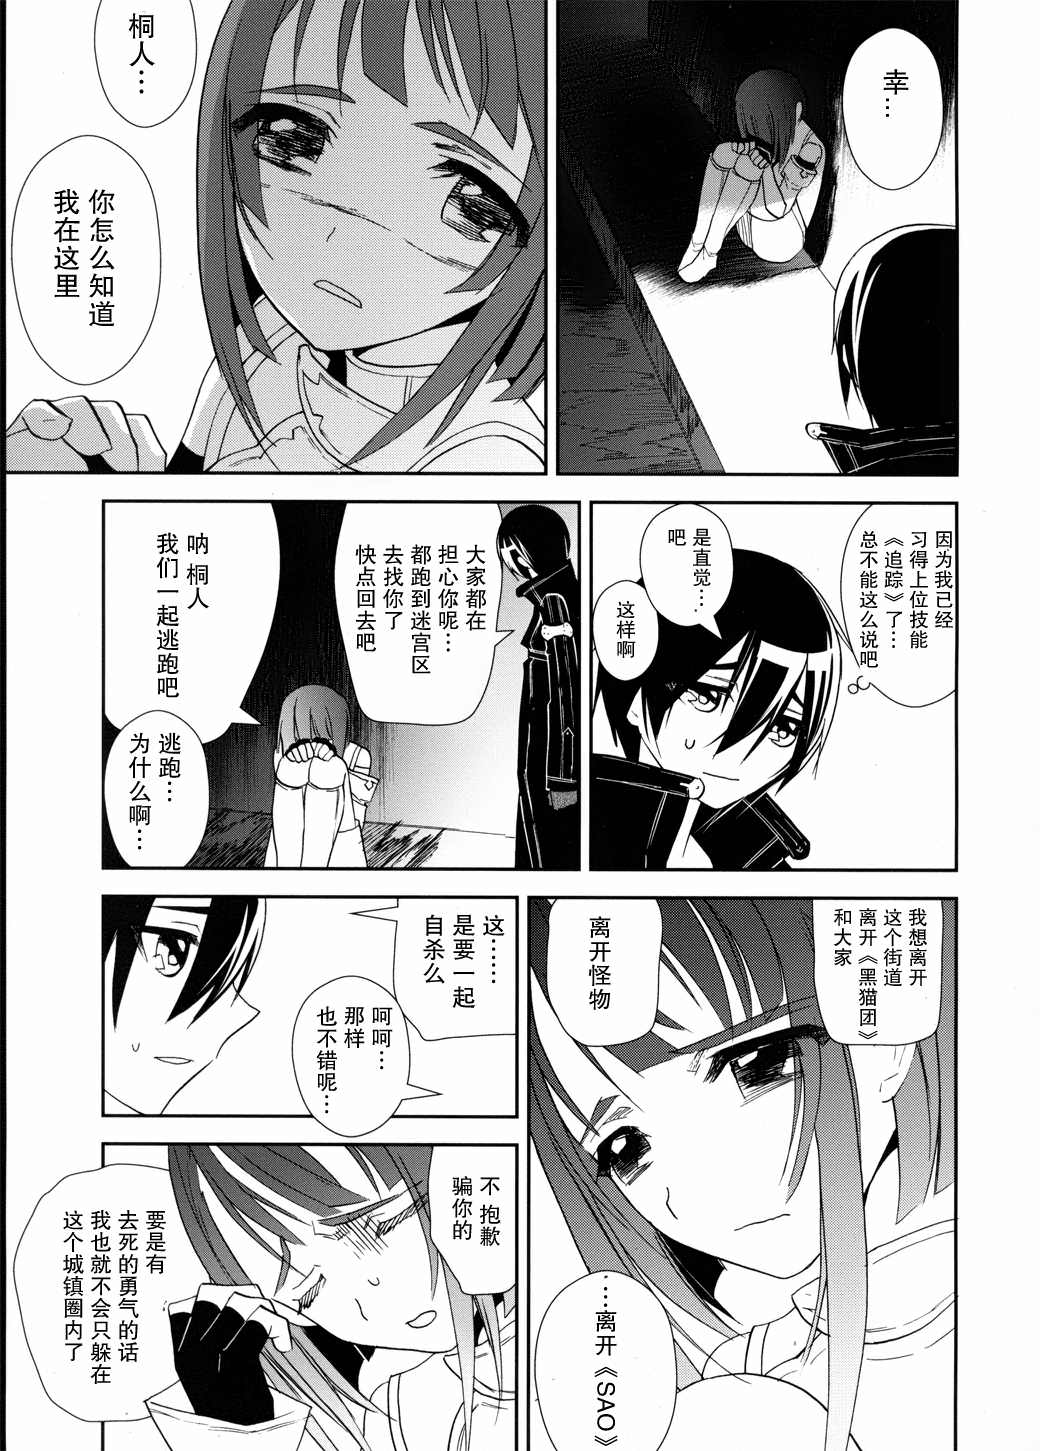 幸…
桐人…
你怎么知道
我在这里
因为我已经
习得上位技能
《追踪》了
总不能这么说吧
是直觉…
吧
这样啊
大家都在
担心你呢…
都跑到迷宫区
去找你了
快点回去吧
呐 桐人
我们一起逃跑吧
逃跑…
为什么啊…
我想离开
这个街道
离开《黑猫团》
和大家
离开怪物
……离开《SAO》
这……
是要一起
自杀么
呵呵…
那样
也不错呢…
不抱歉
骗你的
要是有
去死的勇气的话
我也就不会只躲在
这个城镇圈内了